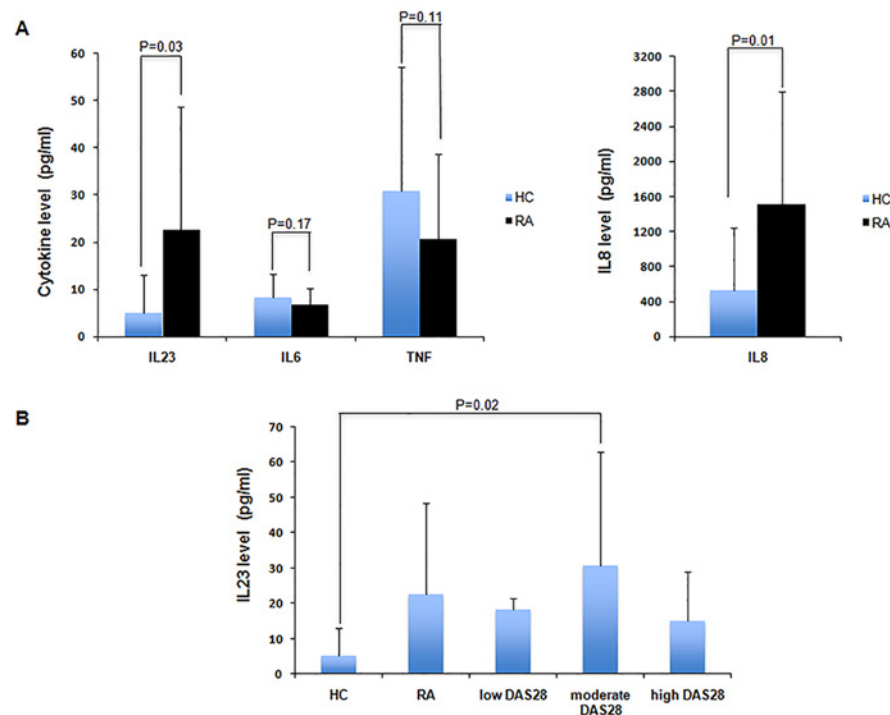 A
P=0.03
P=0.17
P=0.11
Cytokine level (pg/ml)
60
50
40
30
20
10
0
IL23
IL6
TNF
HC
RA
P=0.01
IL8 level (pg/ml)
3200
2800
2400
2000
1600
1200
800
400
0
IL8
HC
RA
B
P=0.02
IL23 level (pg/ml)
70
60
50
40
30
20
10
0
HC
RA
low DAS28
moderate
DAS28
high DAS28